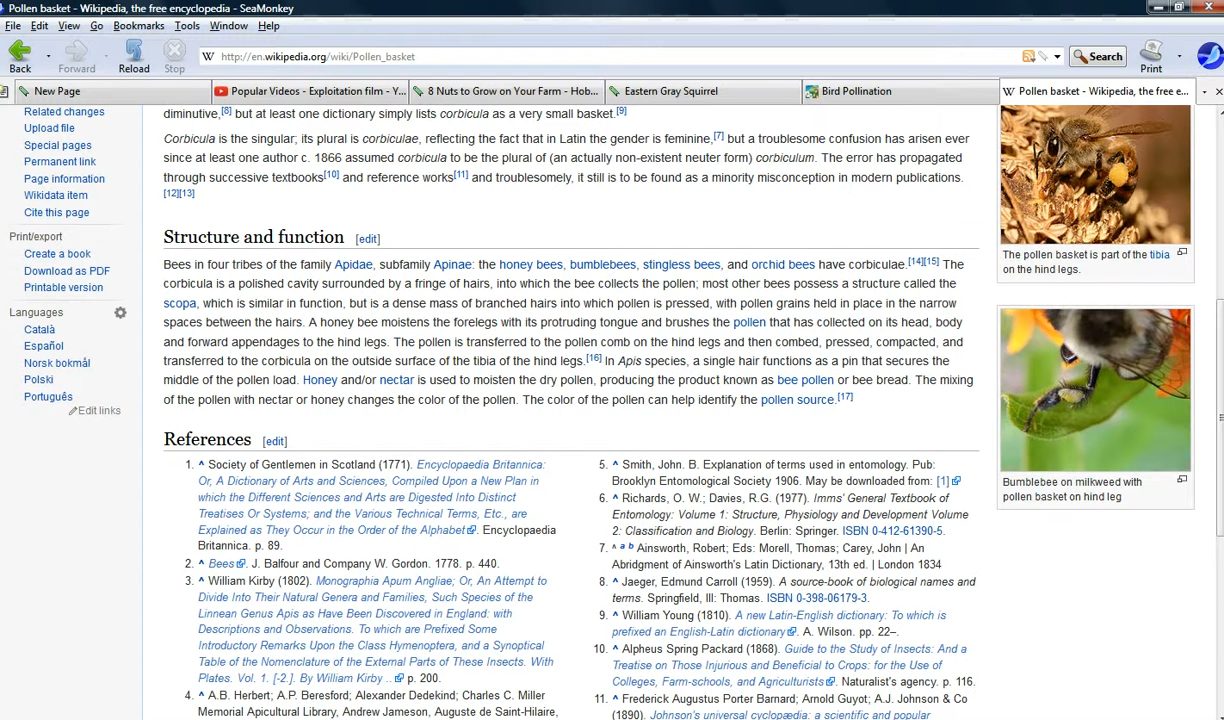 Pollen basket - Wikipedia, the free encyclopedia - SeaMonkey
File Edit View Go Bookmarks Tools Window Help
Back Forward Reload Stop http://en.wikipedia.org/wiki/Pollen_basket Search Print
New Page Popular Videos - Exploitation film - Y... 8 Nuts to Grow on Your Farm - Hob... Eastern Gray Squirrel Bird Pollination Pollen basket - Wikipedia, the free e...
Related changes
Upload file
Special pages
Permanent link
Page information
Wikidata item
Cite this page
Print/export
Create a book
Download as PDF
Printable version
Languages
Català
Español
Norsk bokmål
Polski
Português
Edit links
diminutive,[8] but at least one dictionary simply lists corbicula as a very small basket.[9]
Corbicula is the singular; its plural is corbiculae, reflecting the fact that in Latin the gender is feminine,[7] but a troublesome confusion has arisen ever
since at least one author c. 1866 assumed corbicula to be the plural of (an actually non-existent neuter form) corbiculum. The error has propagated
through successive textbooks[10] and reference works[11] and troublesomely, it still is to be found as a minority misconception in modern publications.
[12][13]
Structure and function [edit]
Bees in four tribes of the family Apidae, subfamily Apinae: the honey bees, bumblebees, stingless bees, and orchid bees have corbiculae.[14][15] The
corbicula is a polished cavity surrounded by a fringe of hairs, into which the bee collects the pollen; most other bees possess a structure called the
scopa, which is similar in function, but is a dense mass of branched hairs into which pollen is pressed, with pollen grains held in place in the narrow
spaces between the hairs. A honey bee moistens the forelegs with its protruding tongue and brushes the pollen that has collected on its head, body
and forward appendages to the hind legs. The pollen is transferred to the pollen comb on the hind legs and then combed, pressed, compacted, and
transferred to the corbicula on the outside surface of the tibia of the hind legs.[16] In Apis species, a single hair functions as a pin that secures the
middle of the pollen load. Honey and/or nectar is used to moisten the dry pollen, producing the product known as bee pollen or bee bread. The mixing
of the pollen with nectar or honey changes the color of the pollen. The color of the pollen can help identify the pollen source.[17]
References [edit]
1. ^ Society of Gentlemen in Scotland (1771). Encyclopaedia Britannica:
Or, A Dictionary of Arts and Sciences, Compiled Upon a New Plan in
which the Different Sciences and Arts are Digested Into Distinct
Treatises Or Systems; and the Various Technical Terms, Etc., are
Explained as They Occur in the Order of the Alphabet. Encyclopaedia
Britannica. p. 89.
2. ^ Bees. J. Balfour and Company W. Gordon. 1778. p. 440.
3. ^ William Kirby (1802). Monographia Apum Angliae; Or, An Attempt to
Divide Into Their Natural Genera and Families, Such Species of the
Linnean Genus Apis as Have Been Discovered in England: with
Descriptions and Observations. To which are Prefixed Some
Introductory Remarks Upon the Class Hymenoptera, and a Synoptical
Table of the Nomenclature of the External Parts of These Insects. With
Plates. Vol. 1. [-2.]. By William Kirby .. p. 200.
4. ^ A.B. Herbert; A.P. Beresford; Alexander Dedekind; Charles C. Miller
Memorial Apicultural Library, Andrew Jameson, Auguste de Saint-Hilaire,
5. ^ Smith, John. B. Explanation of terms used in entomology. Pub:
Brooklyn Entomological Society 1906. May be downloaded from: [1]
6. ^ Richards, O. W.; Davies, R.G. (1977). Imms' General Textbook of
Entomology: Volume 1: Structure, Physiology and Development Volume
2: Classification and Biology. Berlin: Springer. ISBN 0-412-61390-5.
7. ^ a b Ainsworth, Robert; Eds: Morell, Thomas; Carey, John | An
Abridgment of Ainsworth's Latin Dictionary, 13th ed. | London 1834
8. ^ Jaeger, Edmund Carroll (1959). A source-book of biological names and
terms. Springfield, Ill: Thomas. ISBN 0-398-06179-3.
9. ^ William Young (1810). A new Latin-English dictionary: To which is
prefixed an English-Latin dictionary. A. Wilson. pp. 22–.
10. ^ Alpheus Spring Packard (1868). Guide to the Study of Insects: And a
Treatise on Those Injurious and Beneficial to Crops: for the Use of
Colleges, Farm-schools, and Agriculturists. Naturalist's agency. p. 116.
11. ^ Frederick Augustus Porter Barnard; Arnold Guyot; A.J. Johnson & Co
(1890). Johnson's universal cyclopædia: a scientific and popular
The pollen basket is part of the tibia
on the hind legs.
Bumblebee on milkweed with
pollen basket on hind leg